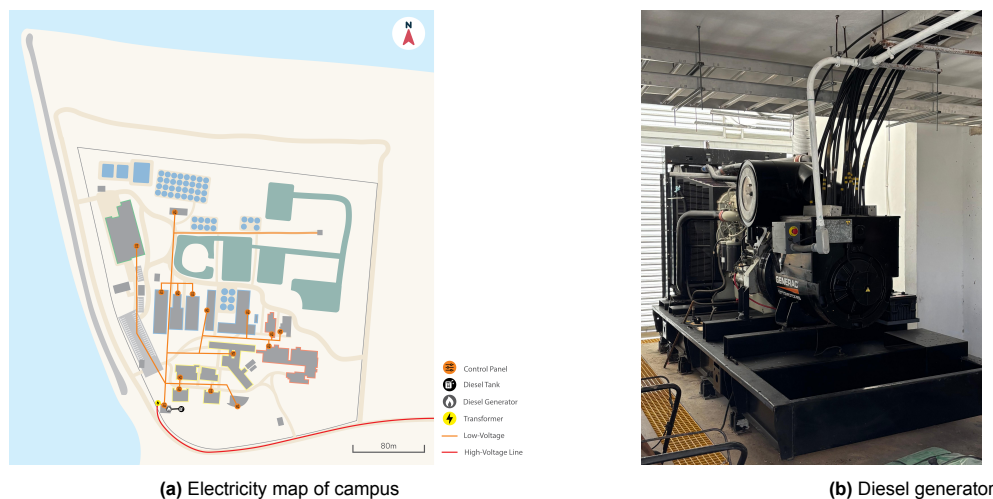 N
Control Panel
Diesel Tank
Diesel Generator
Transformer
Low-Voltage
High-Voltage Line
80m
GENERAC
(a) Electricity map of campus
(b) Diesel generator